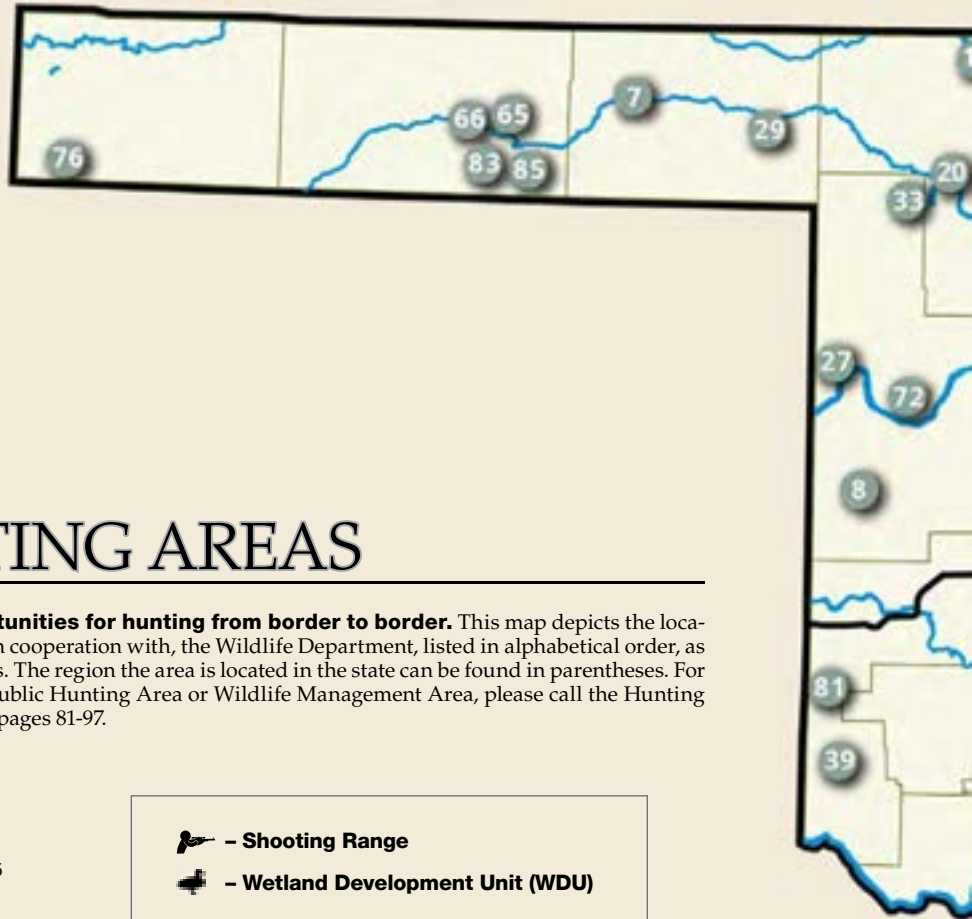 66 65 7
29
76 83 85 20
33
27
72
8
TING AREAS
tunities for hunting from border to border. This map depicts the loca-
n cooperation with, the Wildlife Department, listed in alphabetical order, as
s. The region the area is located in the state can be found in parentheses. For
ublic Hunting Area or Wildlife Management Area, please call the Hunting
pages 81-97.
81
39
– Shooting Range
– Wetland Development Unit (WDU)